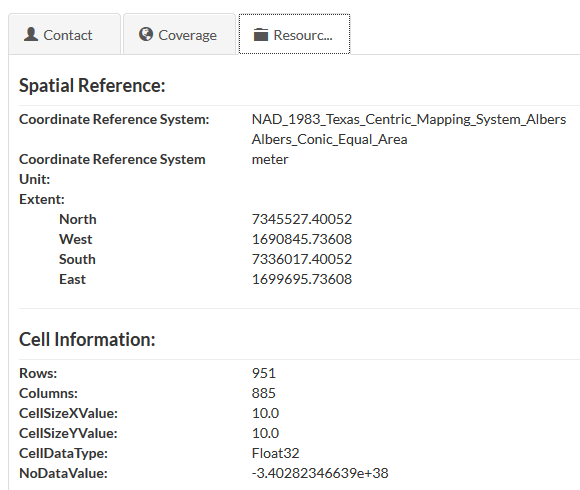 Contact Coverage Resourc...
Spatial Reference:
Coordinate Reference System: NAD_1983_Texas_Centric_Mapping_System_Albers
Albers_Conic_Equal_Area
Coordinate Reference System meter
Unit:
Extent:
North 7345527.40052
West 1690845.73608
South 7336017.40052
East 1699695.73608
Cell Information:
Rows: 951
Columns: 885
CellSizeXValue: 10.0
CellSizeYValue: 10.0
CellDataType: Float32
NoDataValue: -3.40282346639e+38